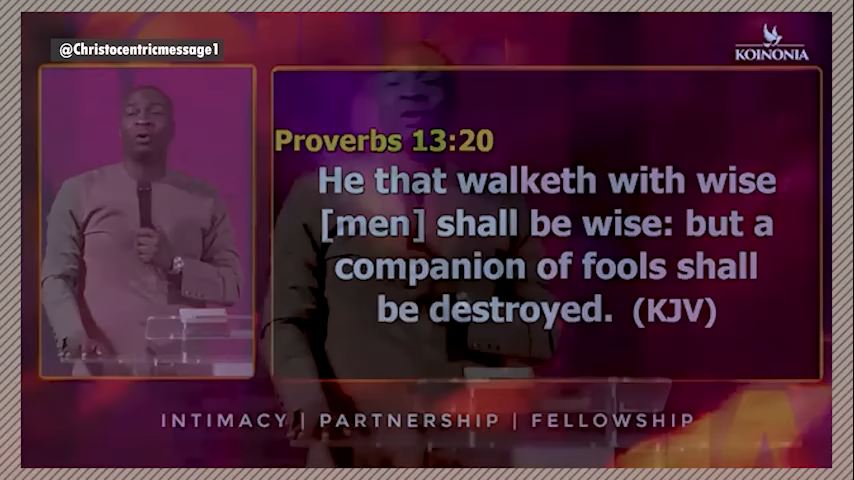 @Christocentricmessage1
KOINONIA
Proverbs 13:20
He that walketh with wise
[men] shall be wise: but a
companion of fools shall
be destroyed. (KJV)
INTIMACY | PARTNERSHIP | FELLOWSHIP